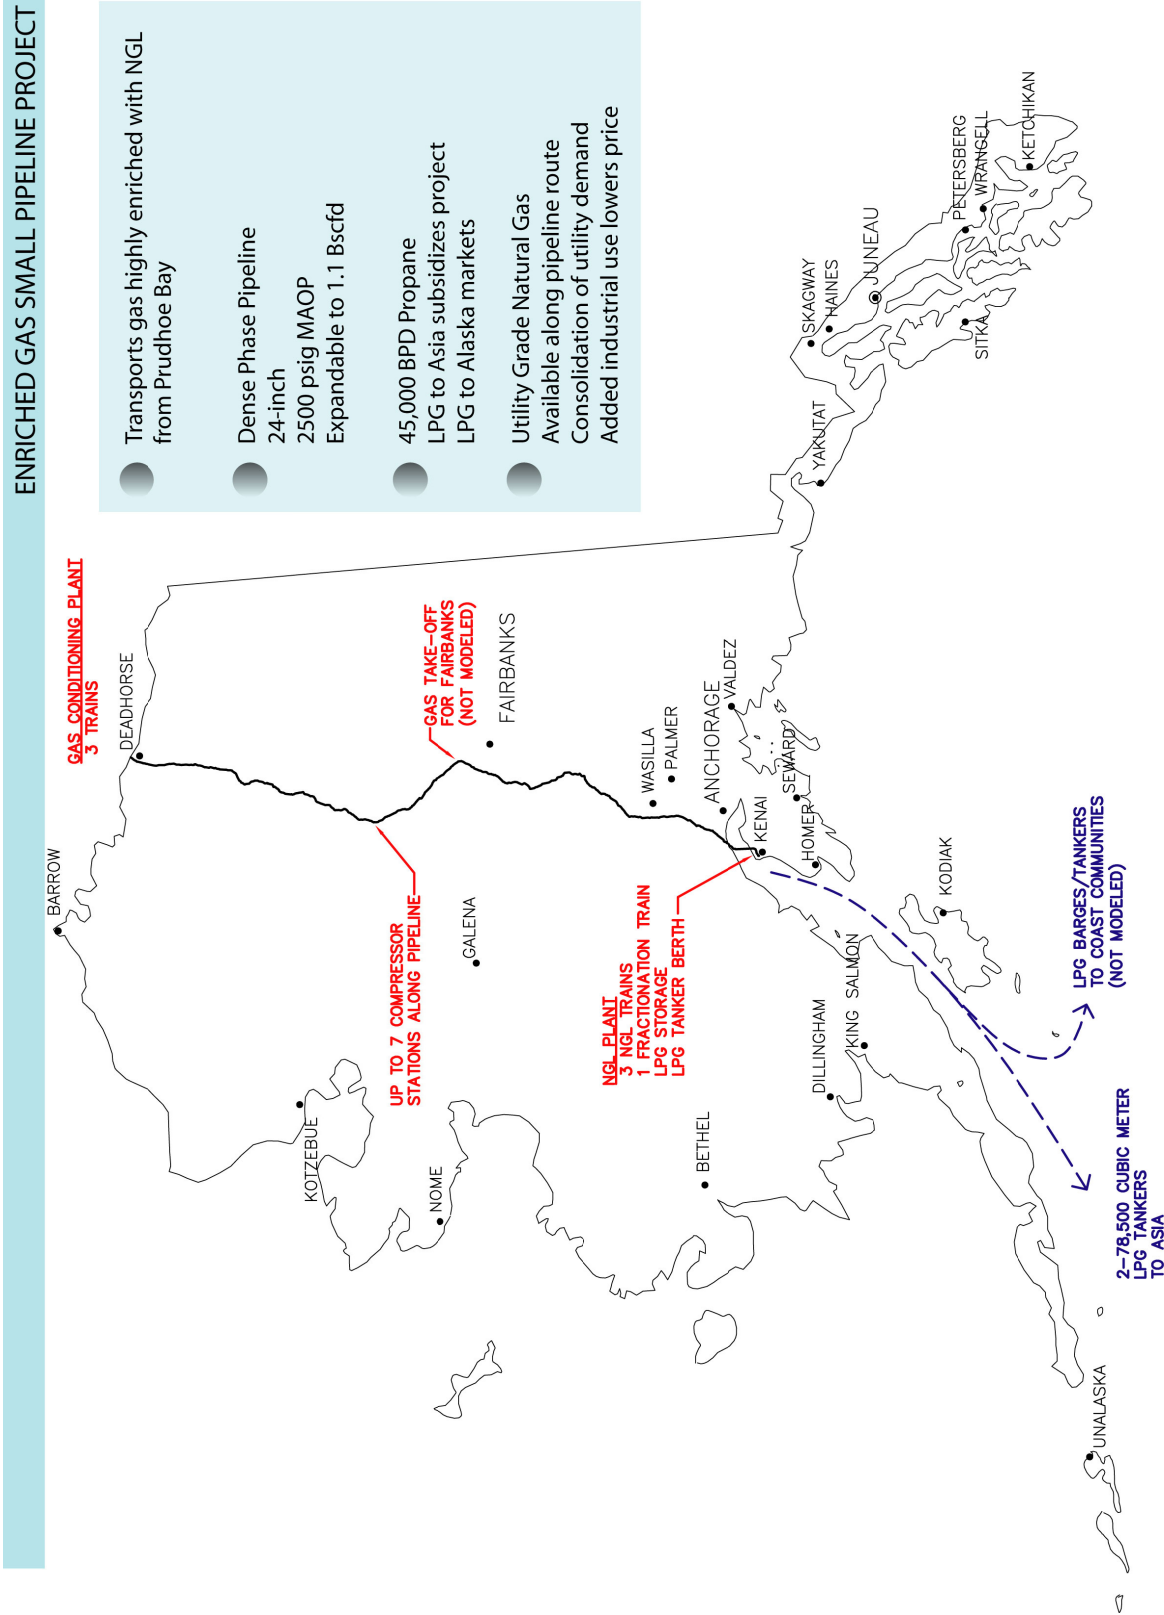 ENRICHED GAS SMALL PIPELINE PROJECT
Transports gas highly enriched with NGL
from Prudhoe Bay
Dense Phase Pipeline
24-inch
2500 psig MAOP
Expandable to 1.1 Bscfd
45,000 BPD Propane
LPG to Asia subsidizes project
LPG to Alaska markets
Utility Grade Natural Gas
Available along pipeline route
Consolidation of utility demand
Added industrial use lowers price
BARROW
GAS CONDITIONING PLANT
3 TRAINS
DEADHORSE
KOTZEBUE
UP TO 7 COMPRESSOR
STATIONS ALONG PIPELINE
GAS TAKE-OFF
FOR FAIRBANKS
(NOT MODELED)
NOME
GALENA
FAIRBANKS
NGL PLANT
3 NGL TRAINS
1 FRACTIONATION TRAIN
LPG STORAGE
LPG TANKER BERTH
WASILLA
PALMER
ANCHORAGE
VALDEZ
BETHEL
KENAI
SEWARD
HOMER
DILLINGHAM
KING SALMON
KODIAK
YAKUTAT
SKAGWAY
HAINES
JUNEAU
SITKA
PETERSBERG
WRANGELL
KETCHIKAN
UNALASKA
2-78,500 CUBIC METER
LPG TANKERS
TO ASIA
LPG BARGES/TANKERS
TO COAST COMMUNITIES
(NOT MODELED)